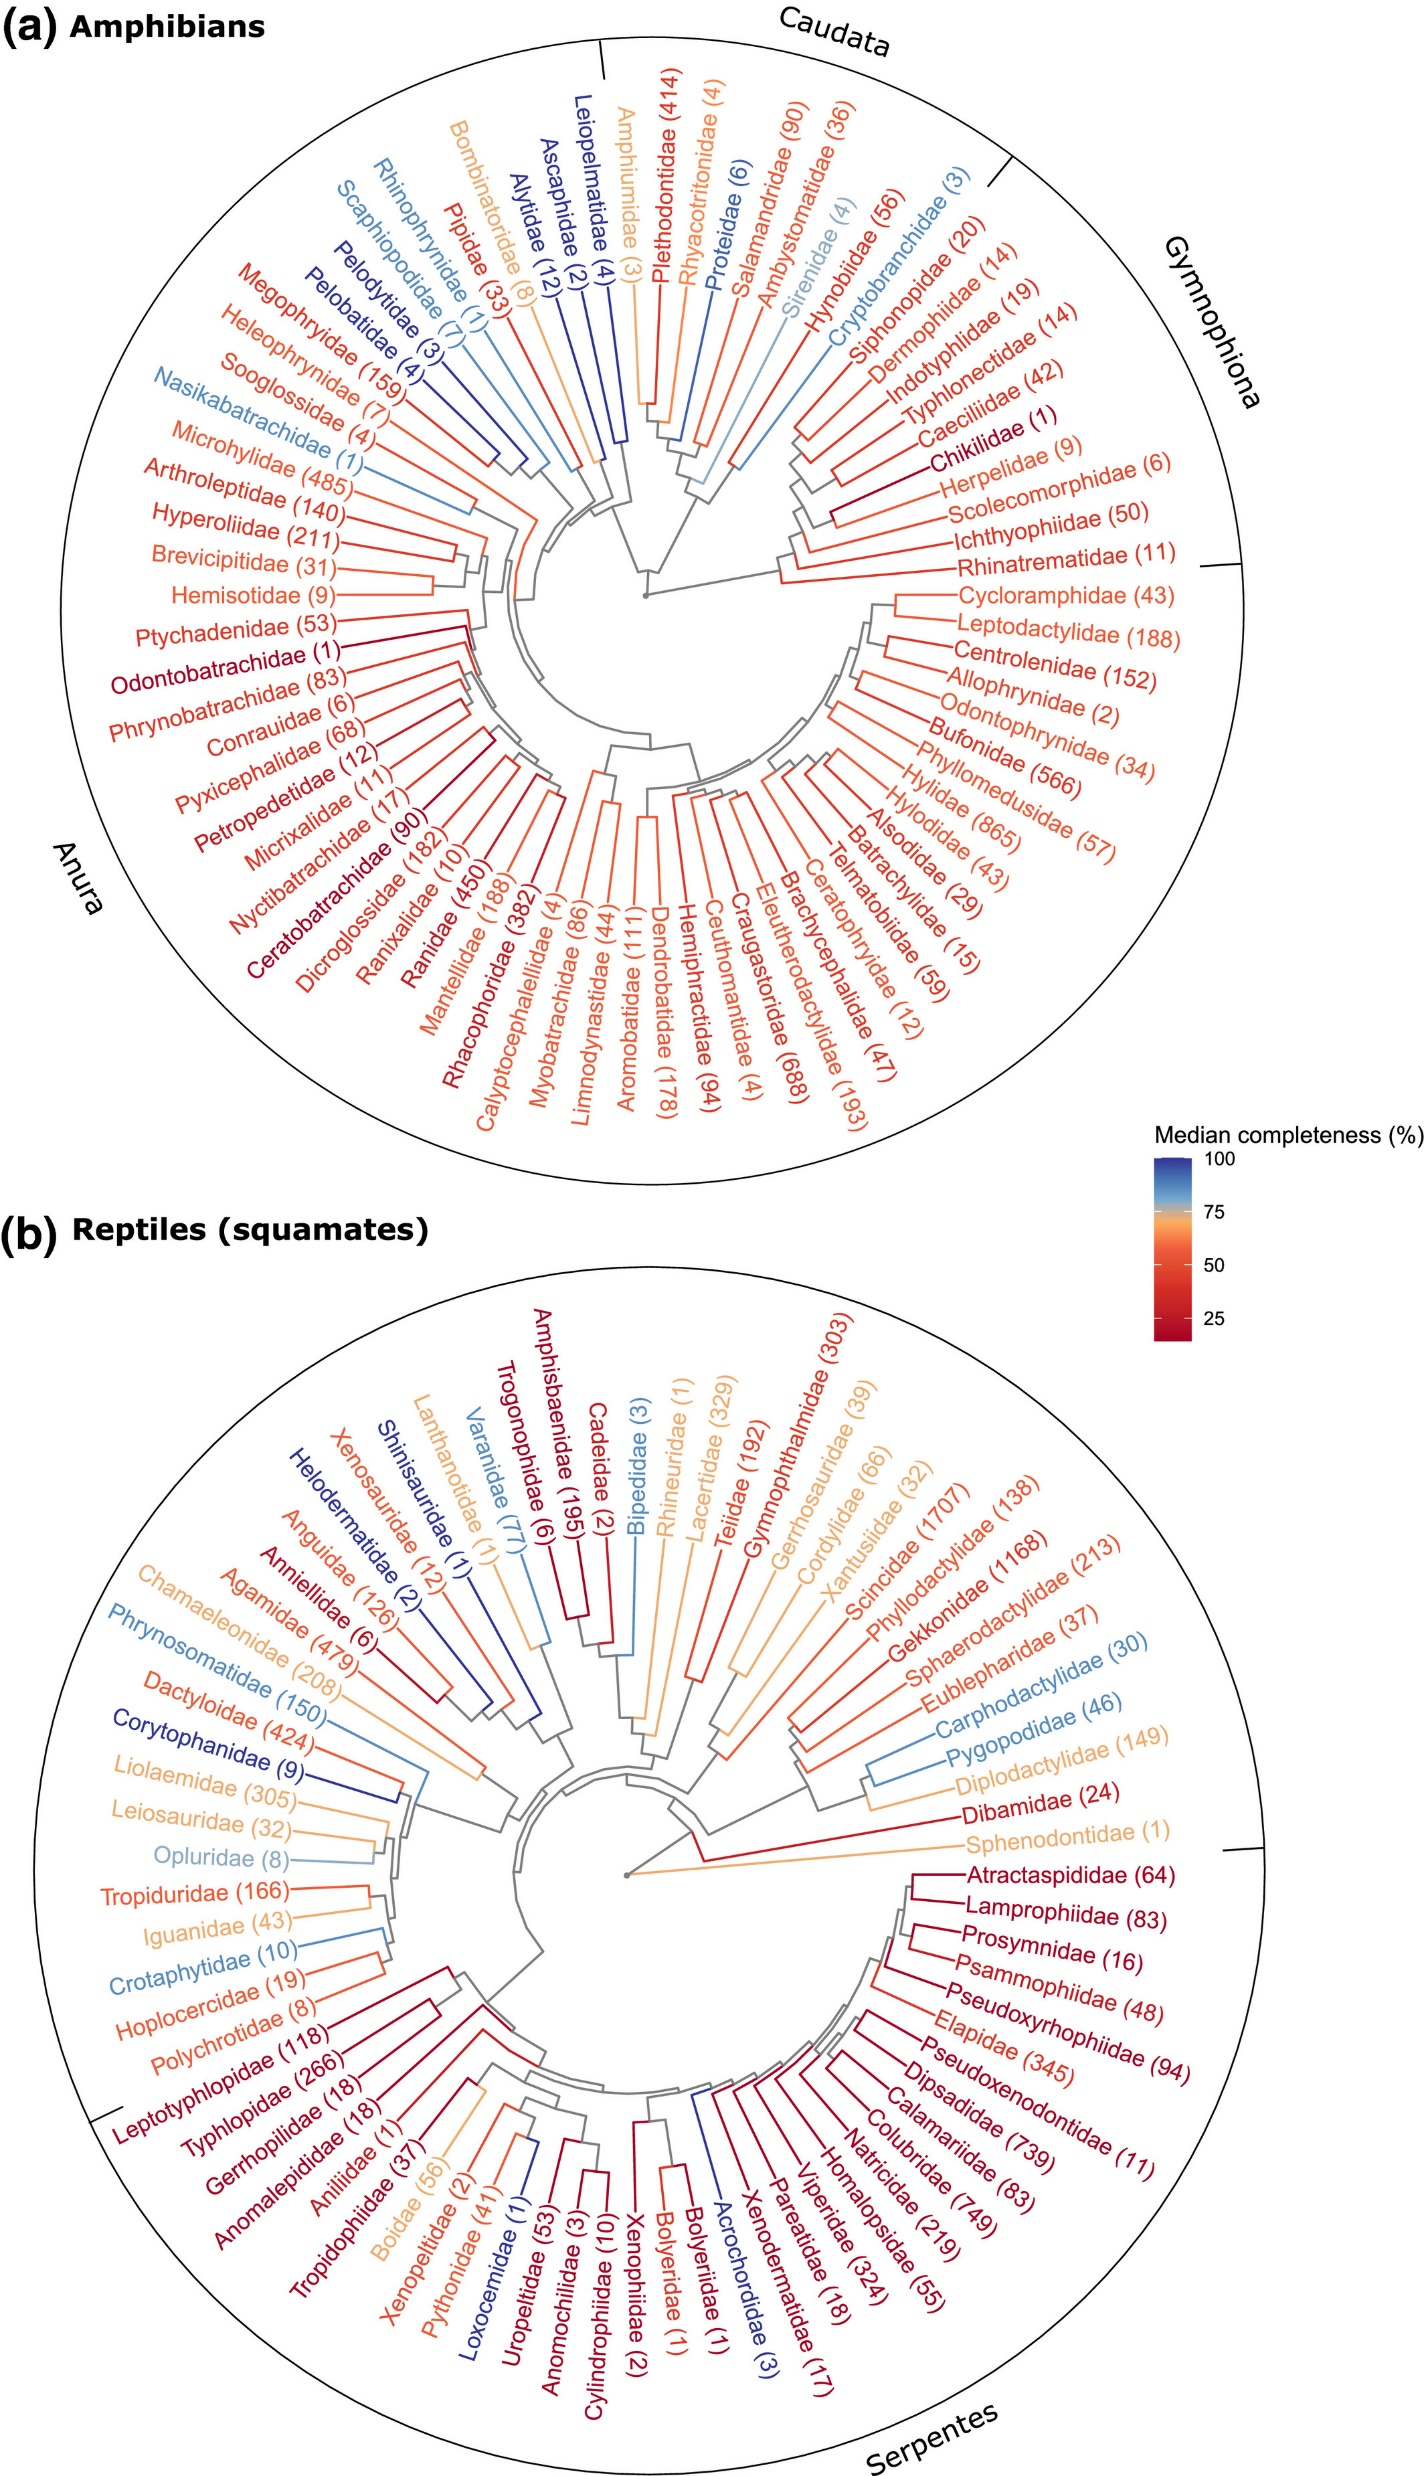 (a) Amphibians
Caudata
Gymnophiona
Anura
Leiopelmatidae (4)
Ascaphidae (2)
Alytidae (12)
Bombinatoridae (8)
Pipidae (33)
Rhinophrynidae (1)
Scaphiopodidae (7)
Pelodytidae (3)
Pelobatidae (4)
Megophryidae (159)
Heleophrynidae (7)
Sooglossidae (4)
Nasikabatrachidae (1)
Microhylidae (485)
Arthroleptidae (140)
Hyperoliidae (211)
Brevicipitidae (31)
Hemisotidae (9)
Ptychadenidae (53)
Odontobatrachidae (1)
Phrynobatrachidae (83)
Conrauidae (6)
Pyxicephalidae (68)
Petropedetidae (12)
Micrixalidae (11)
Nyctibatrachidae (17)
Ceratobatrachidae (90)
Dicroglossidae (182)
Ranixalidae (10)
Ranidae (450)
Mantellidae (188)
Rhacophoridae (382)
Calyptocephalellidae (4)
Myobatrachidae (86)
Limnodynastidae (44)
Aromobatidae (111)
Dendrobatidae (178)
Hemiphractidae (94)
Ceuthomantidae (4)
Craugastoridae (688)
Eleutherodactylidae (193)
Brachycephalidae (47)
Ceratophryidae (12)
Telmatobiidae (59)
Batrachylidae (15)
Alsodidae (29)
Hylodidae (43)
Hylidae (865)
Phyllomedusidae (57)
Bufonidae (566)
Odontophrynidae (34)
Allophrynidae (2)
Centrolenidae (152)
Leptodactylidae (188)
Cycloramphidae (43)
Rhinatrematidae (11)
Ichthyophiidae (50)
Scolecomorphidae (6)
Herpelidae (9)
Chikilidae (1)
Caeciliidae (42)
Typhlonectidae (14)
Indotyphlidae (19)
Dermophiidae (14)
Siphonopidae (20)
Cryptobranchidae (3)
Hynobiidae (56)
Sirenidae (4)
Ambystomatidae (36)
Salamandridae (90)
Proteidae (6)
Rhyacotritonidae (4)
Plethodontidae (414)
Amphiumidae (3)
Median completeness (%)
100
75
50
25
(b) Reptiles (squamates)
Amphisbaenidae (195)
Trogonophidae (6)
Varanidae (77)
Lanthanotidae (1)
Shinisauridae (1)
Xenosauridae (12)
Helodermatidae (2)
Anguidae (126)
Anniellidae (6)
Agamidae (479)
Chamaeleonidae (208)
Phrynosomatidae (150)
Dactyloidae (424)
Corytophanidae (9)
Liolaemidae (305)
Leiosauridae (32)
Opluridae (8)
Tropiduridae (166)
Iguanidae (43)
Crotaphytidae (10)
Hoplocercidae (19)
Polychrotidae (8)
Leptotyphlopidae (118)
Typhlopidae (266)
Gerrhopilidae (18)
Anomalepididae (18)
Aniliidae (1)
Tropidophiidae (37)
Boidae (56)
Xenopeltidae (2)
Pythonidae (41)
Loxocemidae (1)
Uropeltidae (53)
Anomochilidae (3)
Cylindrophiidae (10)
Xenophiidae (2)
Bolyeridae (1)
Bolyeriidae (1)
Acrochordidae (3)
Xenodermatidae (17)
Pareatidae (18)
Viperidae (324)
Homalopsidae (55)
Natricidae (219)
Colubridae (749)
Calamariidae (83)
Dipsadidae (739)
Pseudoxenodontidae (11)
Elapidae (345)
Pseudoxyrhophiidae (94)
Psammophiidae (48)
Prosymnidae (16)
Lamprophiidae (83)
Atractaspididae (64)
Sphenodontidae (1)
Dibamidae (24)
Diplodactylidae (149)
Pygopodidae (46)
Carphodactylidae (30)
Eublepharidae (37)
Sphaerodactylidae (213)
Gekkonidae (1168)
Phyllodactylidae (138)
Scincidae (1707)
Xantusiidae (32)
Cordylidae (66)
Gerrhosauridae (39)
Gymnophthalmidae (303)
Teiidae (192)
Lacertidae (329)
Rhineuridae (1)
Bipedidae (3)
Cadeidae (2)
Serpentes